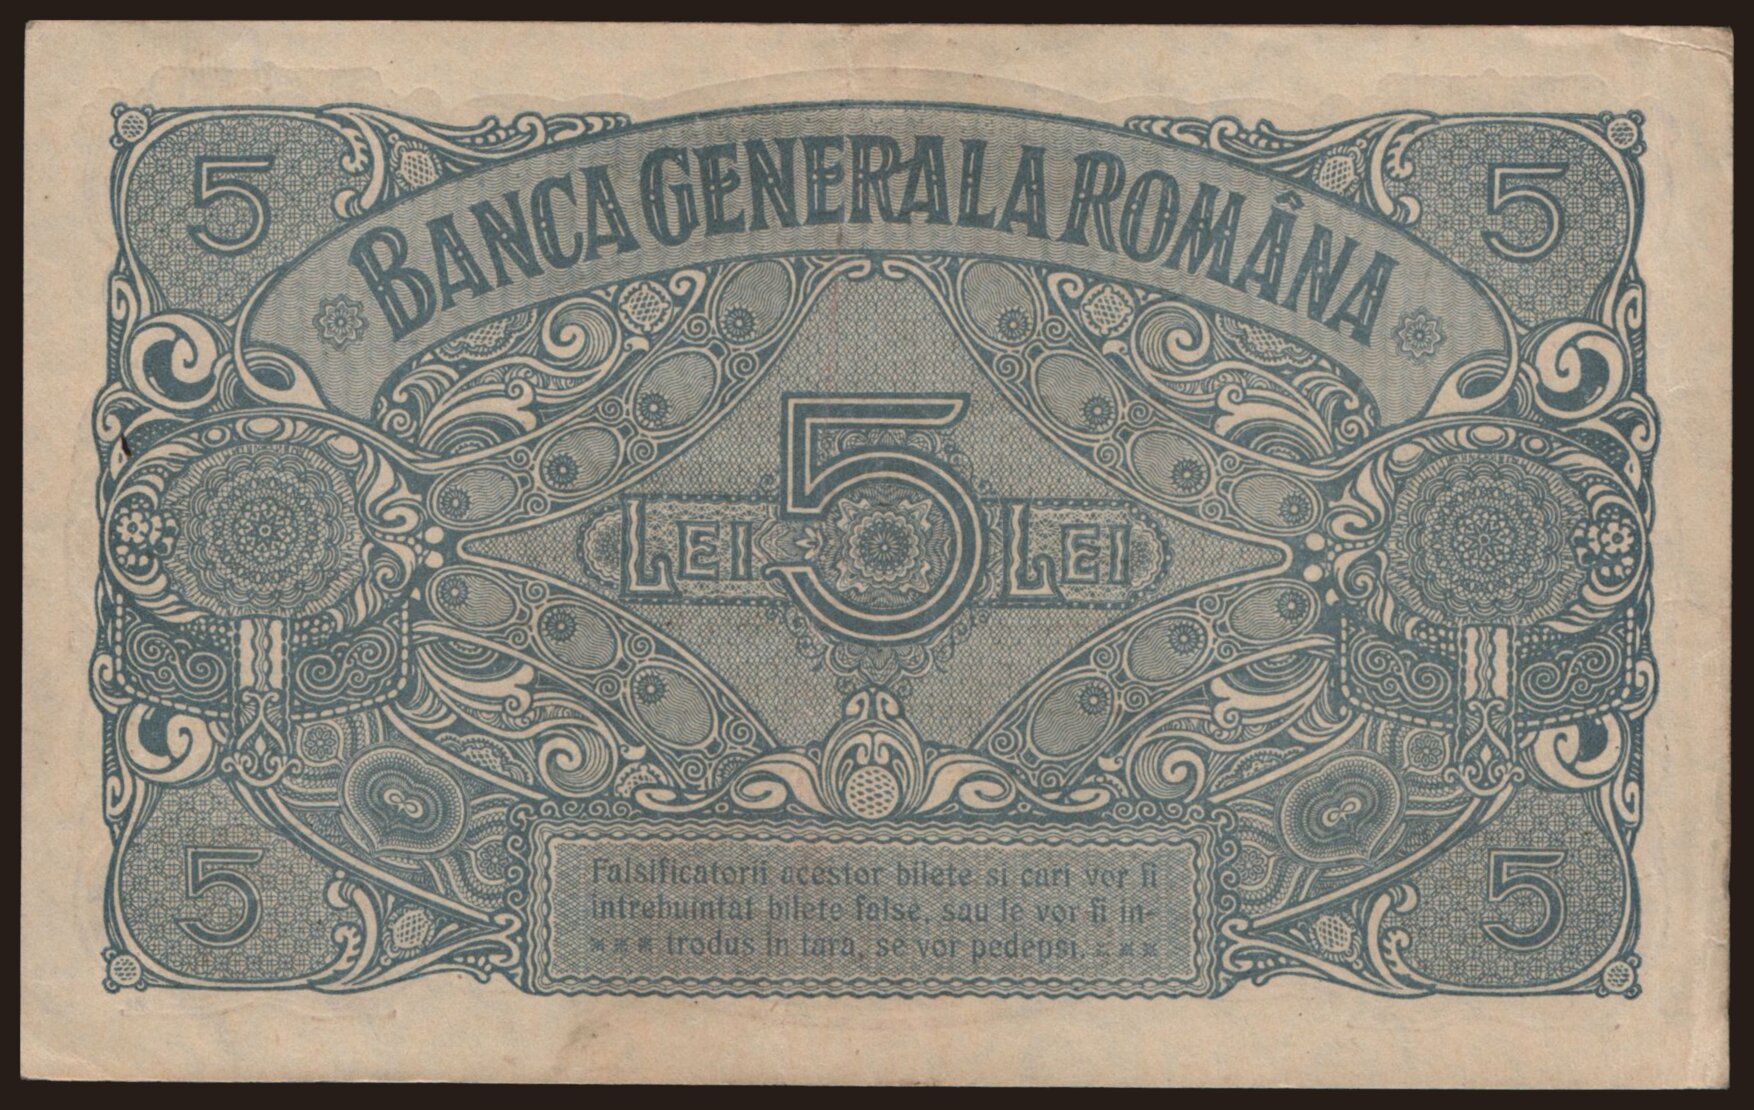 5 5
BANCA GENERALA ROMÂNA
LEI 5 LEI
5 5
Falsificatorii acestor bilete si cari vor fi
intrebuintat bilete false, sau le vor fi in-
*** trodus in tara, se vor pedepsi. ***